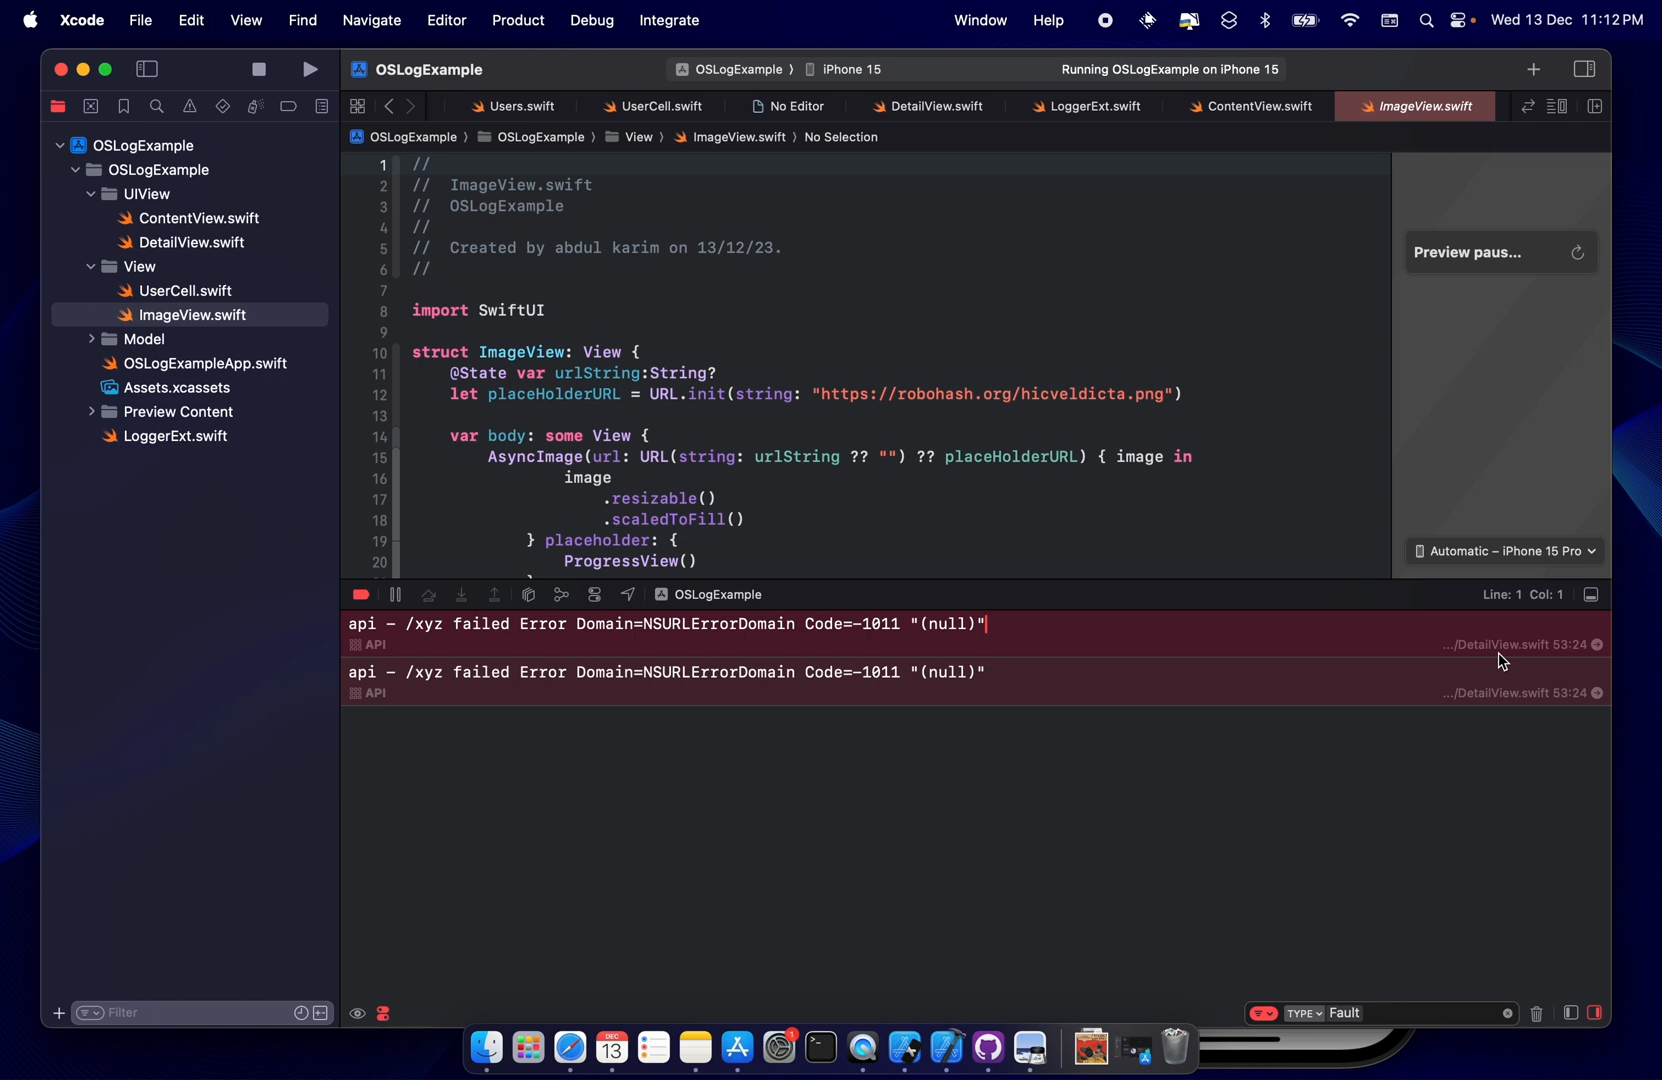 Xcode File Edit View Find Navigate Editor Product Debug Integrate Window Help Wed 13 Dec 11:12 PM
OSLogExample
OSLogExample ⟩ iPhone 15
Running OSLogExample on iPhone 15
Users.swift UserCell.swift No Editor DetailView.swift LoggerExt.swift ContentView.swift ImageView.swift
OSLogExample ⟩ OSLogExample ⟩ View ⟩ ImageView.swift ⟩ No Selection
OSLogExample
OSLogExample
UIView
ContentView.swift
DetailView.swift
View
UserCell.swift
ImageView.swift
Model
OSLogExampleApp.swift
Assets.xcassets
Preview Content
LoggerExt.swift
Filter
1 //
2 // ImageView.swift
3 // OSLogExample
4 //
5 // Created by abdul karim on 13/12/23.
6 //
7
8 import SwiftUI
9
10 struct ImageView: View {
11 @State var urlString:String?
12 let placeHolderURL = URL.init(string: "https://robohash.org/hicveldicta.png")
13
14 var body: some View {
15 AsyncImage(url: URL(string: urlString ?? "") ?? placeHolderURL) { image in
16 image
17 .resizable()
18 .scaledToFill()
19 } placeholder: {
20 ProgressView()
}
Preview paus...
Automatic – iPhone 15 Pro
OSLogExample
Line: 1 Col: 1
api – /xyz failed Error Domain=NSURLErrorDomain Code=-1011 "(null)"
API .../DetailView.swift 53:24
api – /xyz failed Error Domain=NSURLErrorDomain Code=-1011 "(null)"
API .../DetailView.swift 53:24
TYPE Fault
DEC
13
1